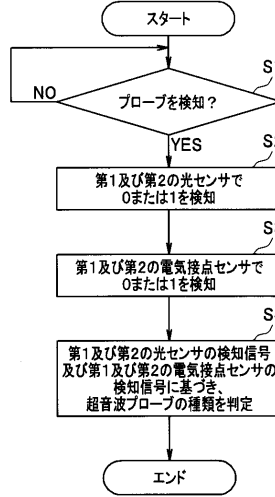 スタート
S
NO
プローブを検知?
YES
S
第1及び第2の光センサで
0または1を検知
S
第1及び第2の電気接点センサで
0または1を検知
S
第1及び第2の光センサの検知信号
及び第1及び第2の電気接点センサの
検知信号に基づき、
超音波プローブの種類を判定
エンド